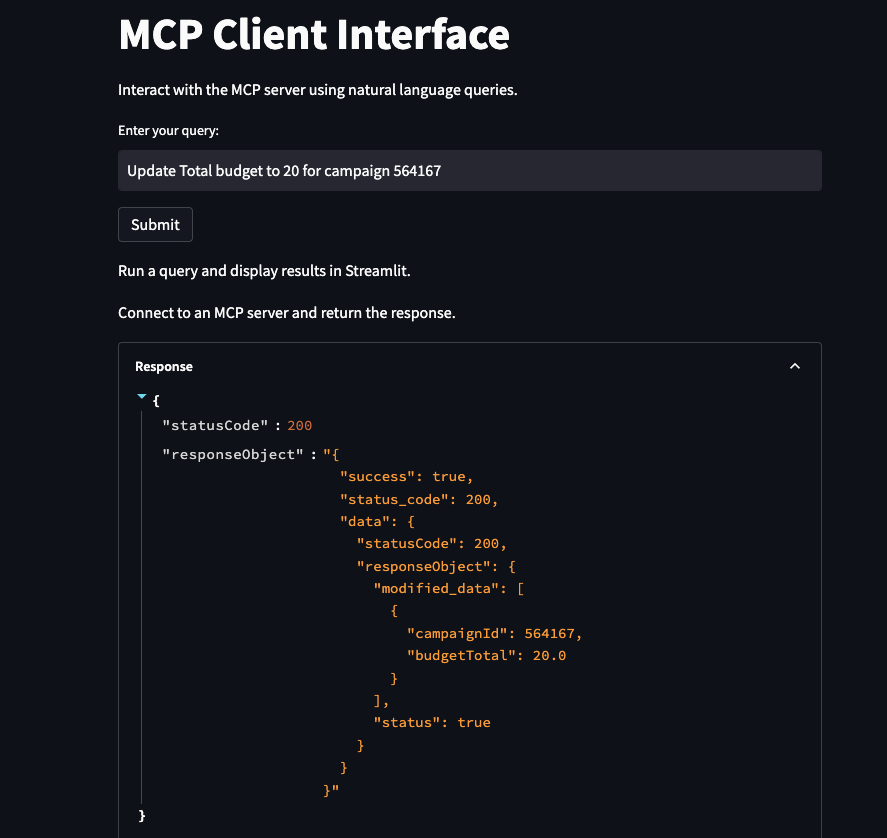 MCP Client Interface
Interact with the MCP server using natural language queries.
Enter your query:
Update Total budget to 20 for campaign 564167
Submit
Run a query and display results in Streamlit.
Connect to an MCP server and return the response.
Response
{
"statusCode" : 200
"responseObject" : "{
"success": true,
"status_code": 200,
"data": {
"statusCode": 200,
"responseObject": {
"modified_data": [
{
"campaignId": 564167,
"budgetTotal": 20.0
}
],
"status": true
}
}
}"
}